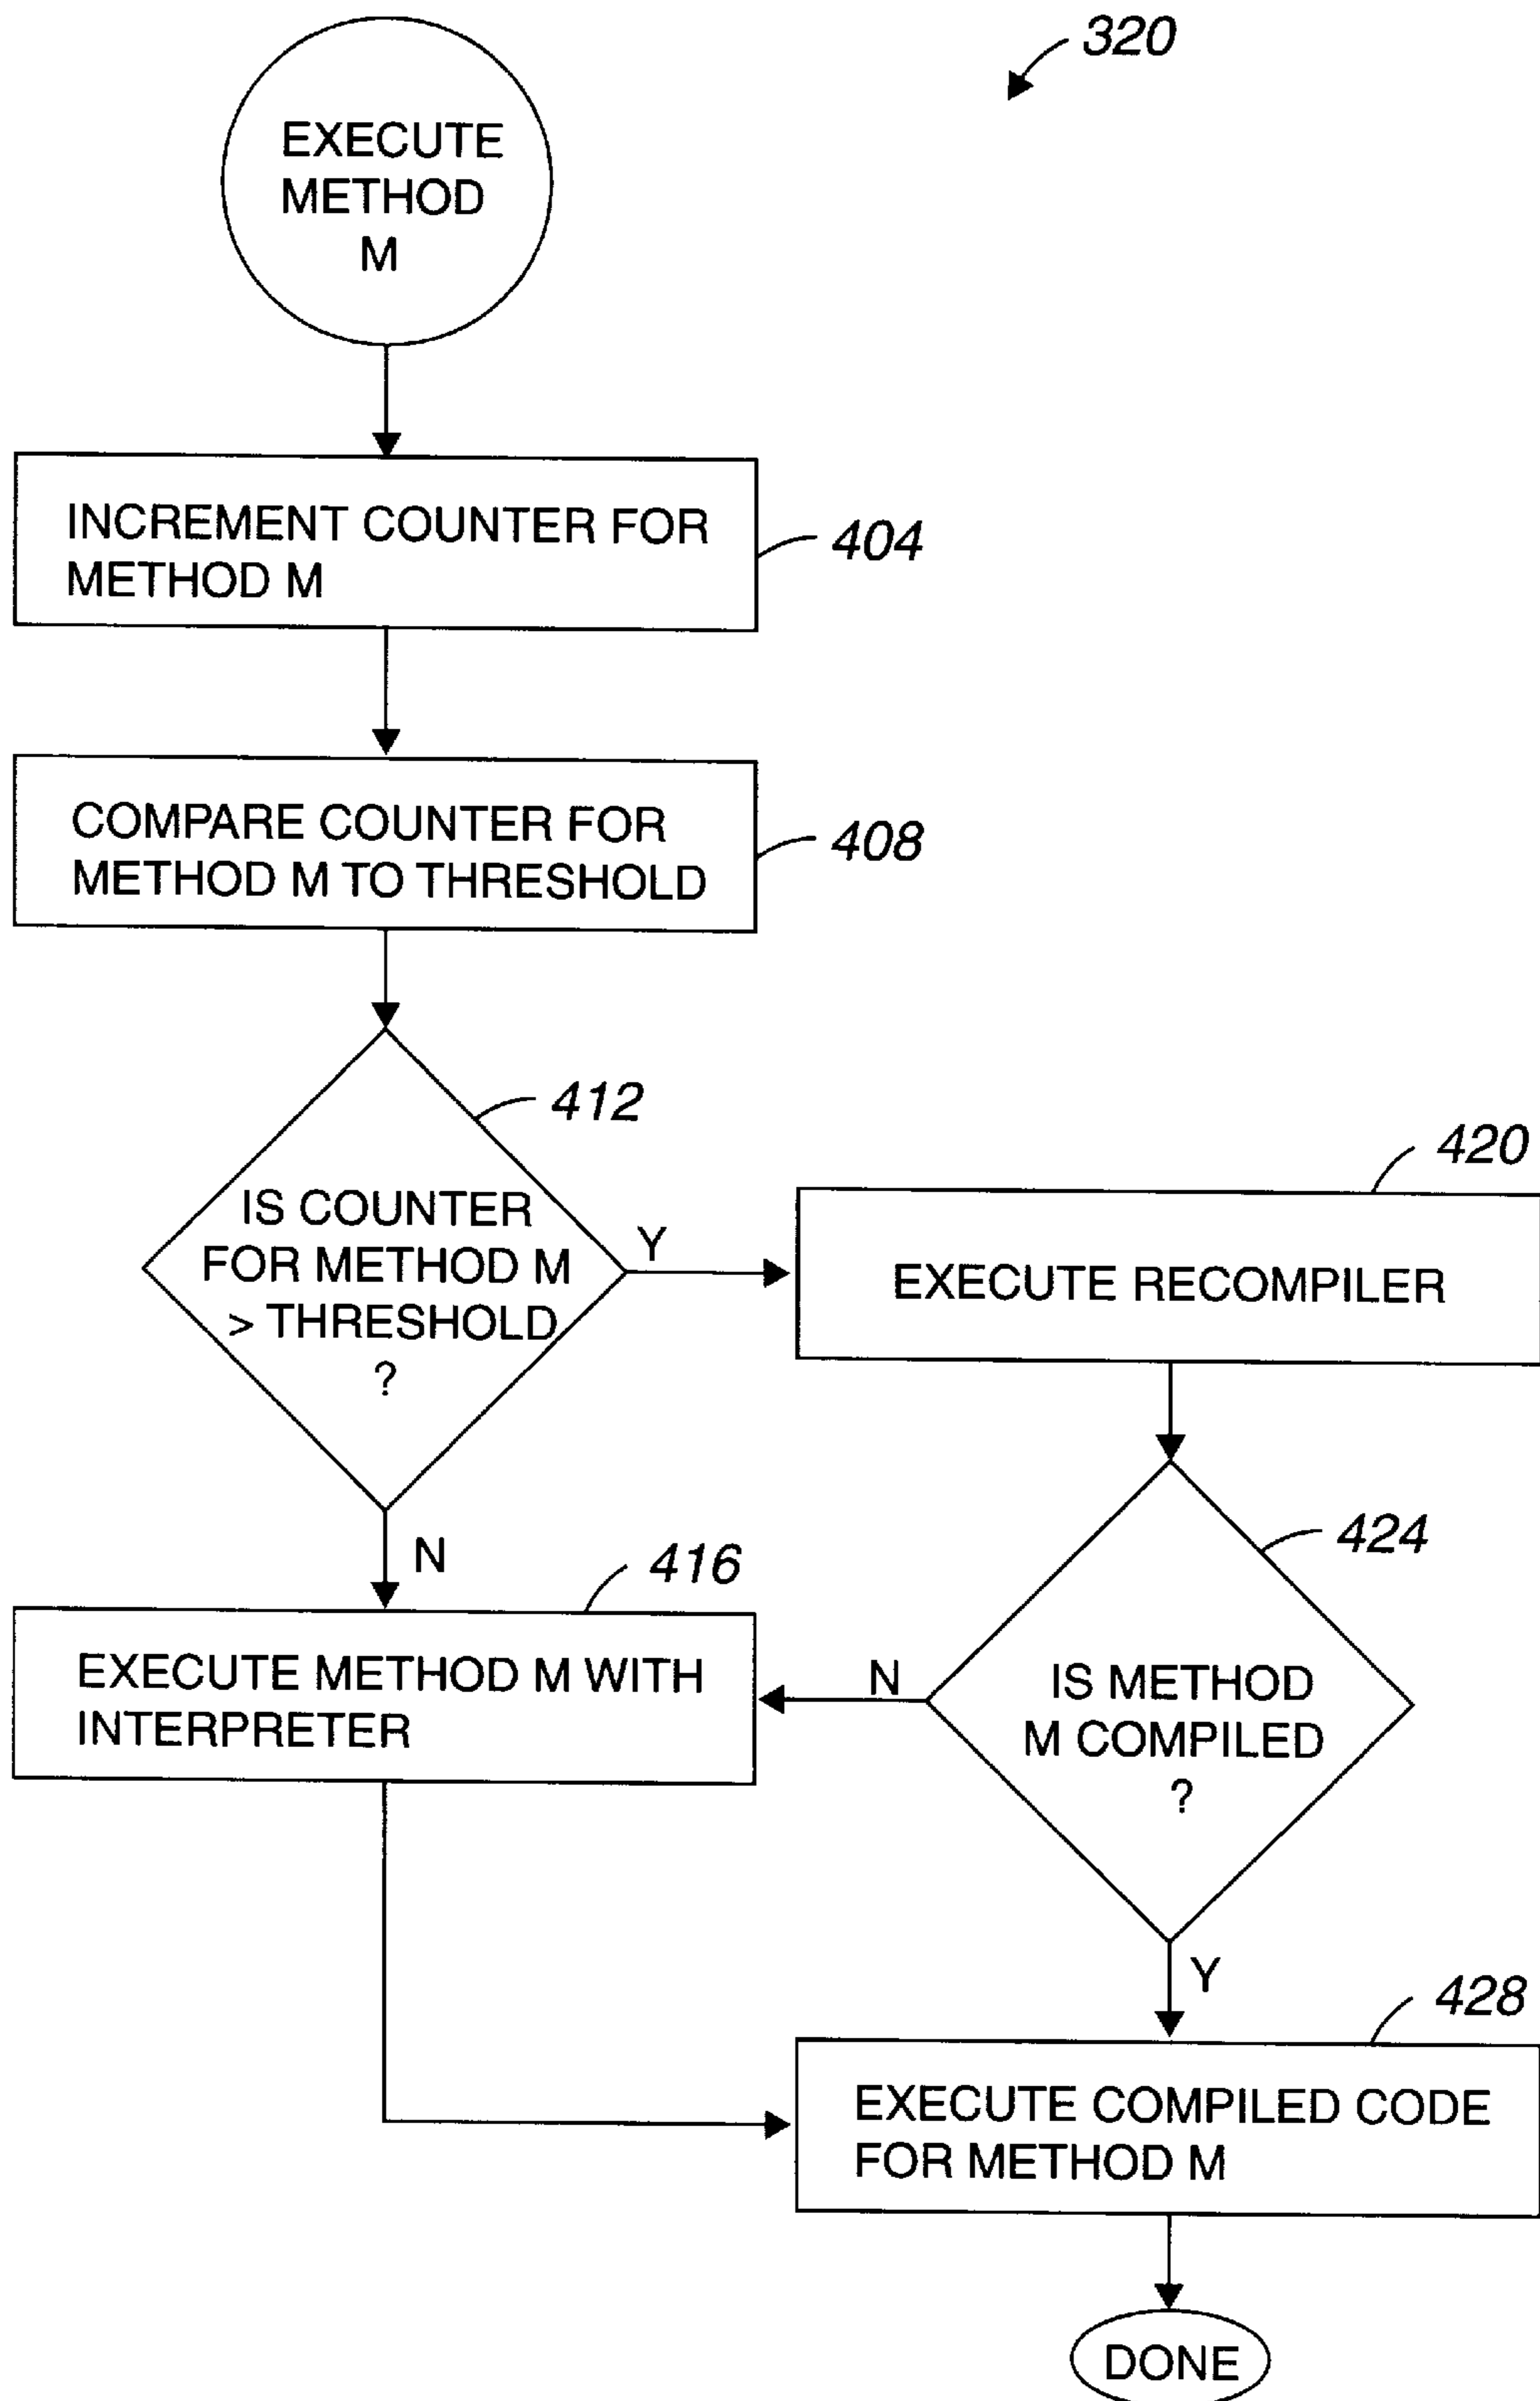 320
EXECUTE
METHOD
M
INCREMENT COUNTER FOR
METHOD M
404
COMPARE COUNTER FOR
METHOD M TO THRESHOLD
408
412
IS COUNTER
FOR METHOD M
> THRESHOLD
?
Y
420
EXECUTE RECOMPILER
N
416
EXECUTE METHOD M WITH
INTERPRETER
424
N
IS METHOD
M COMPILED
?
Y
428
EXECUTE COMPILED CODE
FOR METHOD M
DONE